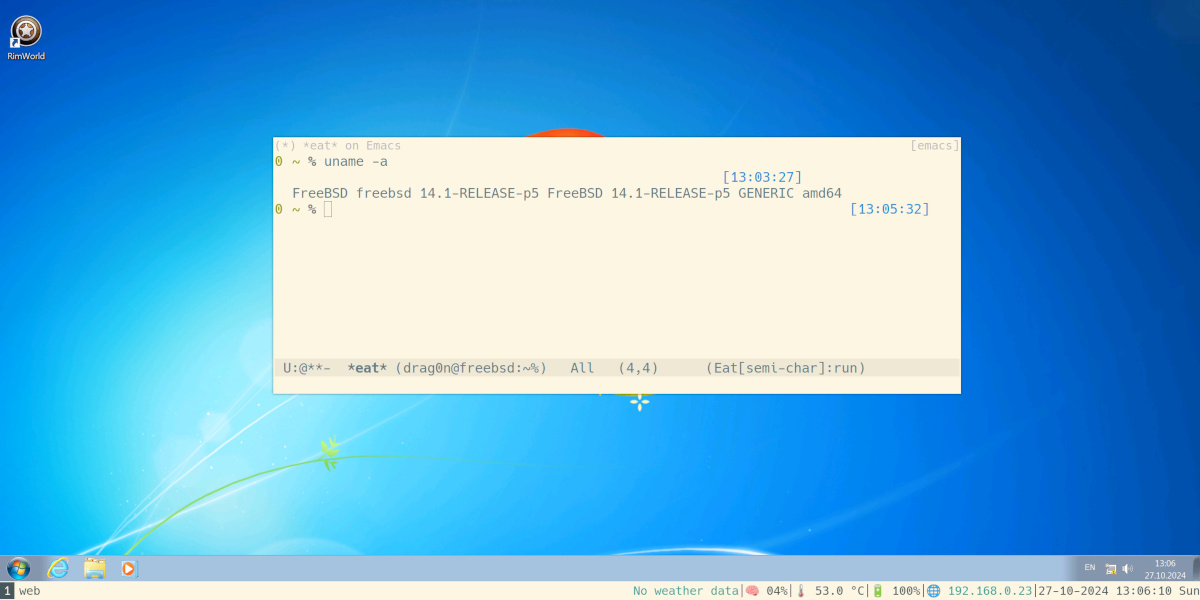 RimWorld
(*) *eat* on Emacs [emacs]
0 ~ % uname -a
[13:03:27]
FreeBSD freebsd 14.1-RELEASE-p5 FreeBSD 14.1-RELEASE-p5 GENERIC amd64
0 ~ % [13:05:32]
U:@**- *eat* (drag0n@freebsd:~%) All (4,4) (Eat[semi-char]:run)
EN 13:06
27.10.2024
1 web No weather data|🧠 04%|🌡 53.0 °C|🔋 100%|🌐 192.168.0.23|27-10-2024 13:06:10 Sun